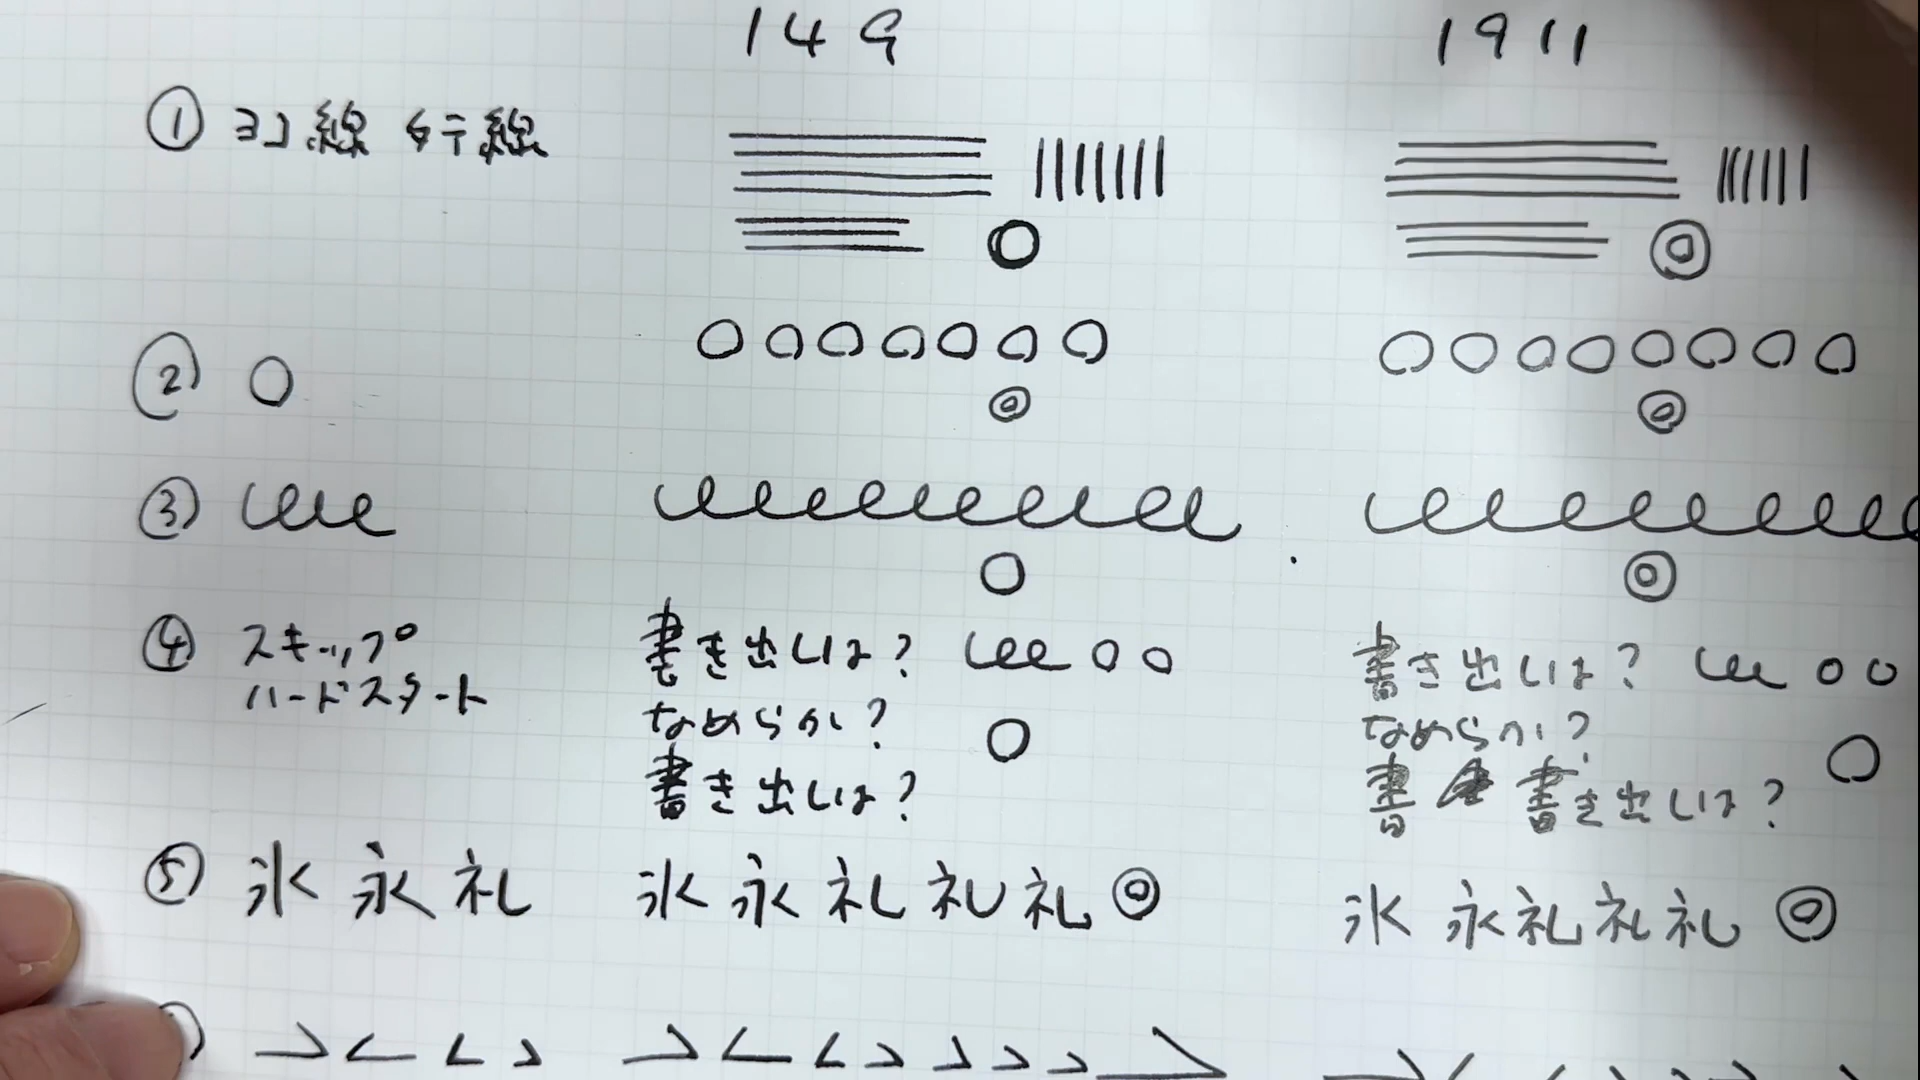 149 1911
① ヨコ線 タテ線
② ○ ◎ ◎
③ ○ ◎
④ スキップ 書き出しは? 書き出しは?
ハードスタート なめらか? ○ なめらか? ○
書き出しは? 書 書き出しは?
⑤ 氷 永 礼 氷 永 礼 礼 礼 ◎ 氷 永 礼 礼 礼 ◎